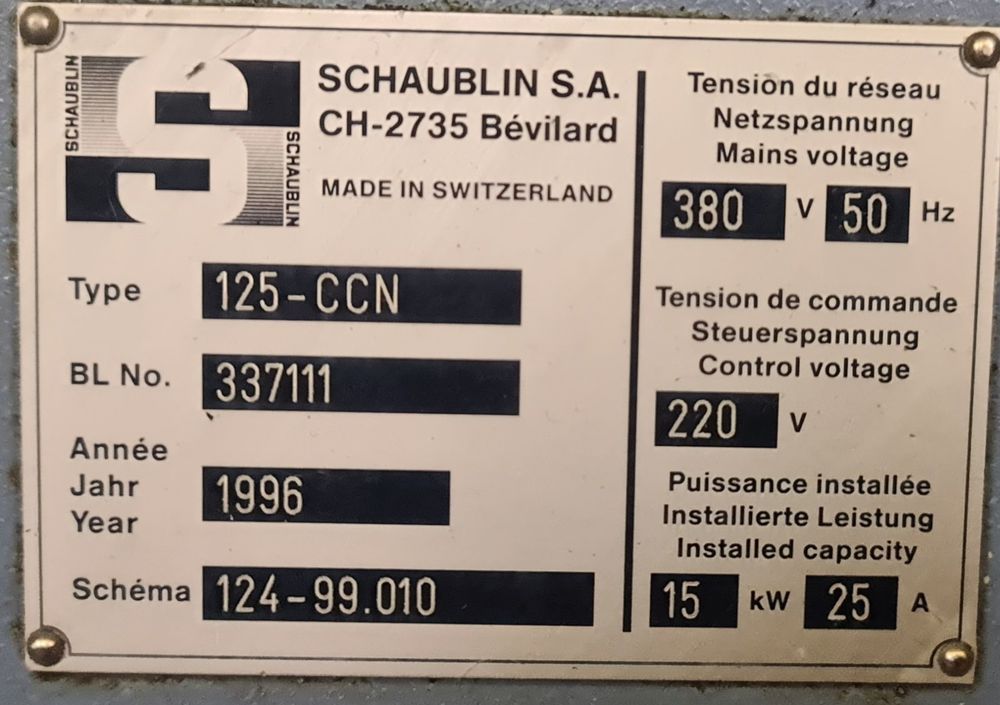 SCHAUBLIN
SCHAUBLIN
SCHAUBLIN S.A.
CH-2735 Bévilard
MADE IN SWITZERLAND
Type 125-CCN
BL No. 337111
Année
Jahr
Year
1996
Schéma 124-99.010
Tension du réseau
Netzspannung
Mains voltage
380 V 50 Hz
Tension de commande
Steuerspannung
Control voltage
220 V
Puissance installée
Installierte Leistung
Installed capacity
15 kW 25 A